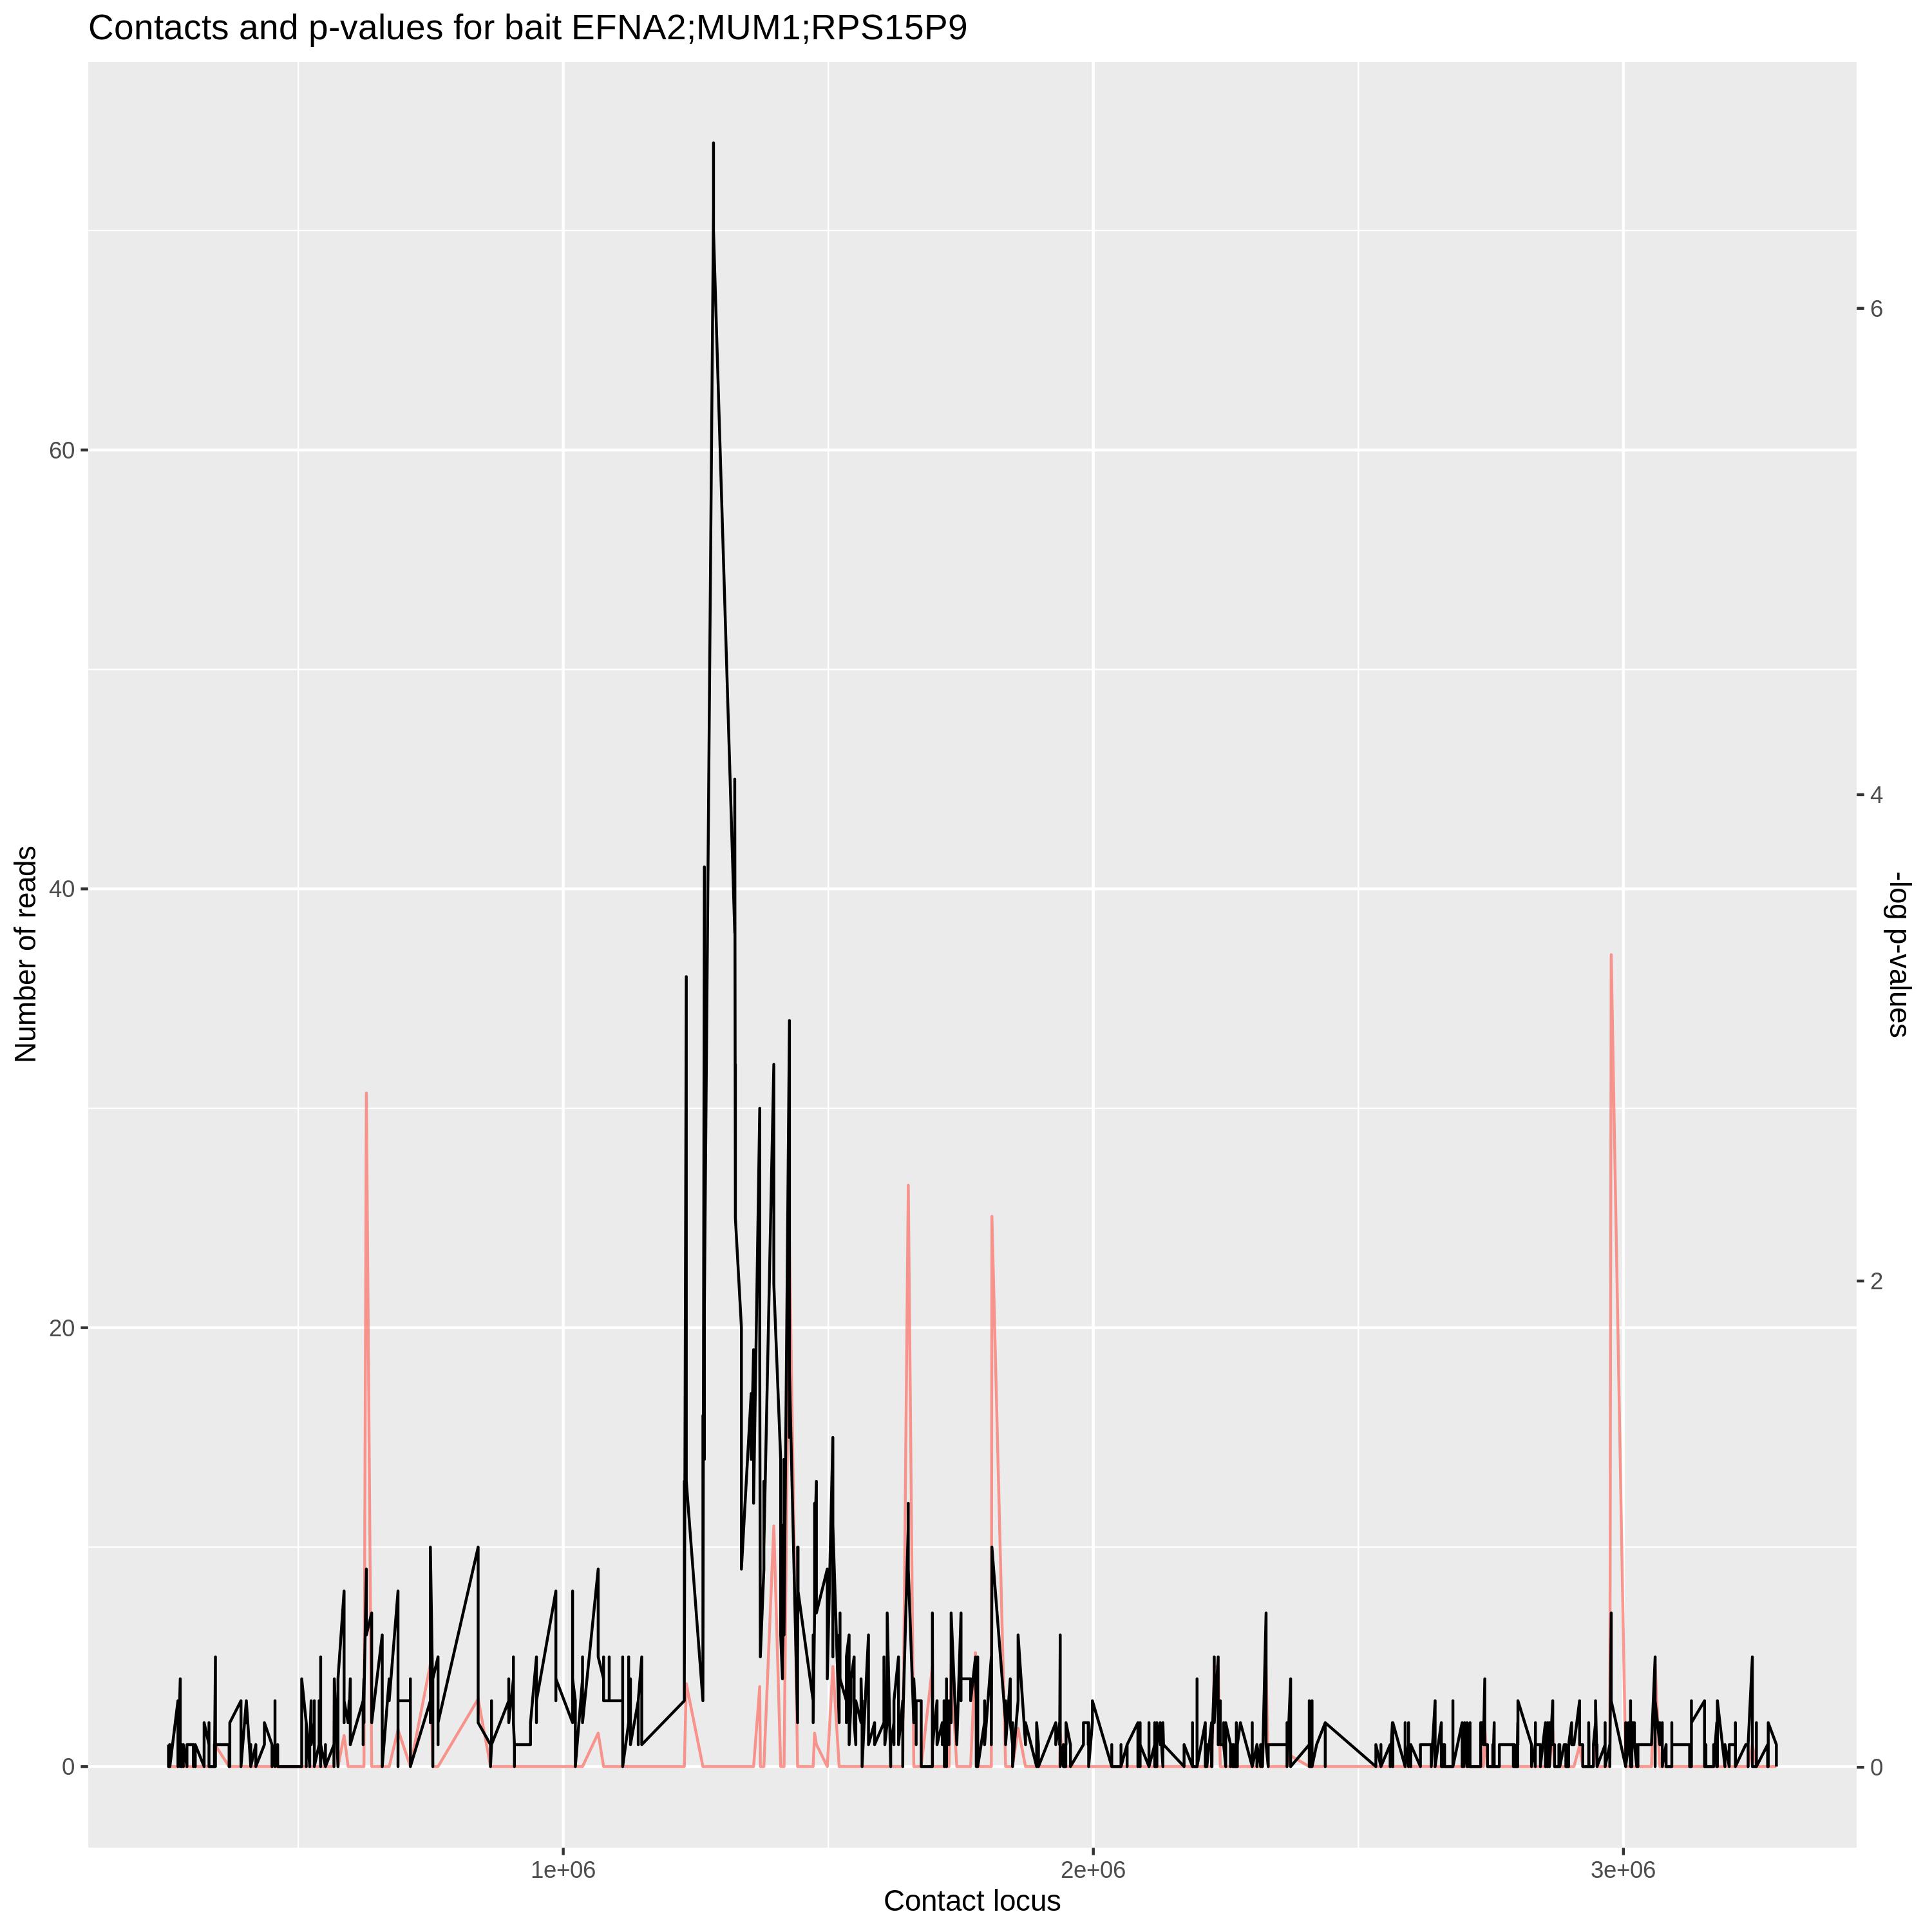 Contacts and p-values for bait EFNA2;MUM1;RPS15P9
60
40
20
0
Number of reads
6
4
2
0
-log p-values
1e+06
2e+06
3e+06
Contact locus